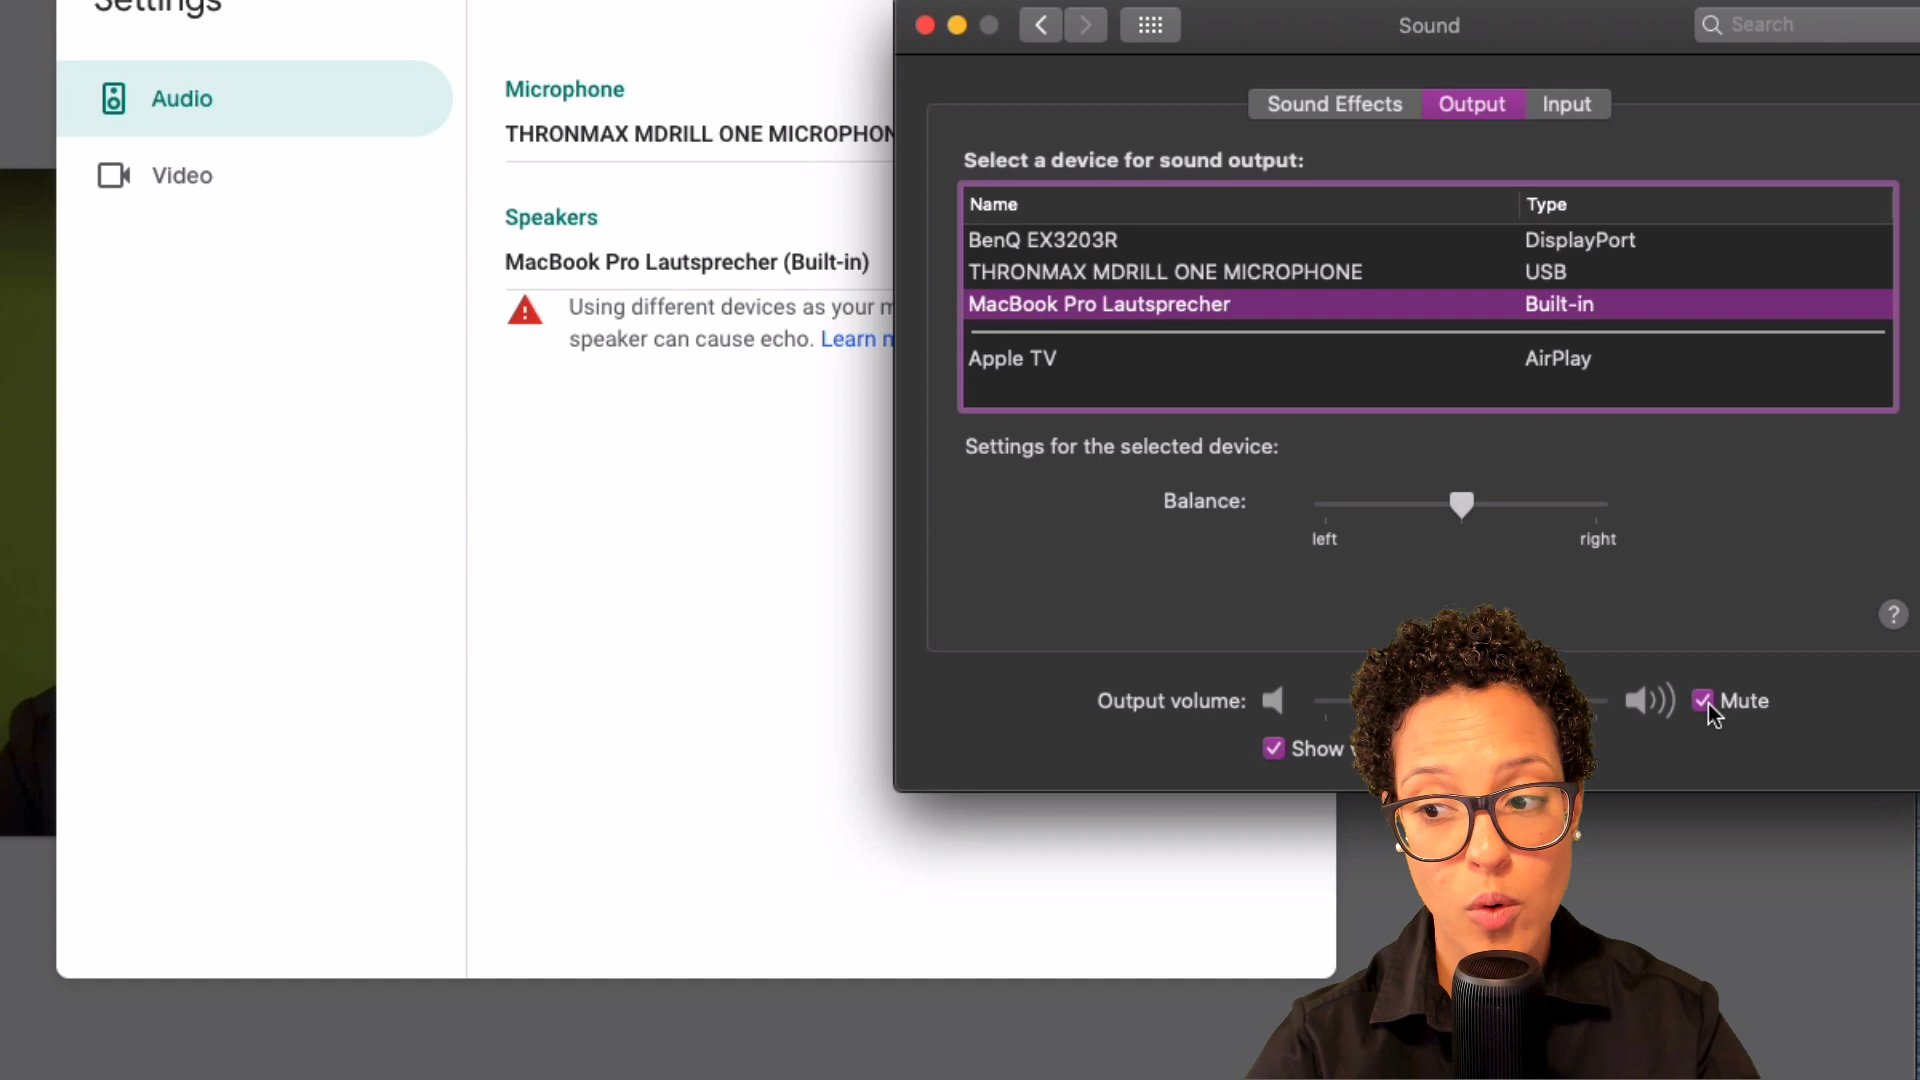 Settings
Audio
Video
Microphone
THRONMAX MDRILL ONE
Speakers
MacBook Pro Lautsprecher (Built-in)
Using different devices as your
speaker can cause echo. Learn
Sound
Search
Sound Effects
Output
Input
Select a device for sound output:
Name Type
BenQ EX3203R DisplayPort
THRONMAX MDRILL ONE MICROPHONE USB
MacBook Pro Lautsprecher Built-in
Apple TV AirPlay
Settings for the selected device:
Balance:
left right
?
Output volume: Mute
Show